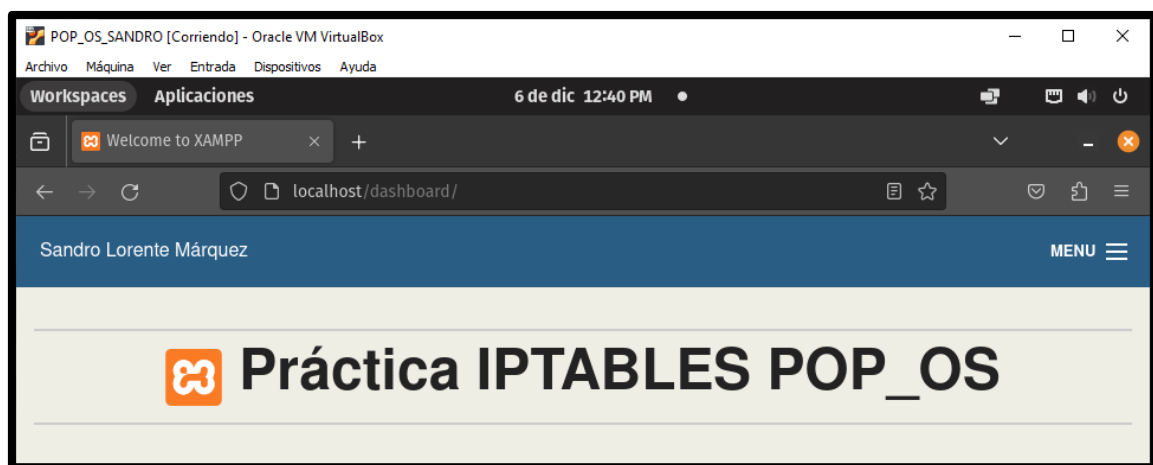 POP_OS_SANDRO [Corriendo] - Oracle VM VirtualBox
Archivo Máquina Ver Entrada Dispositivos Ayuda
Workspaces Aplicaciones 6 de dic 12:40 PM
Welcome to XAMPP
localhost/dashboard/
Sandro Lorente Márquez MENU
Práctica IPTABLES POP_OS